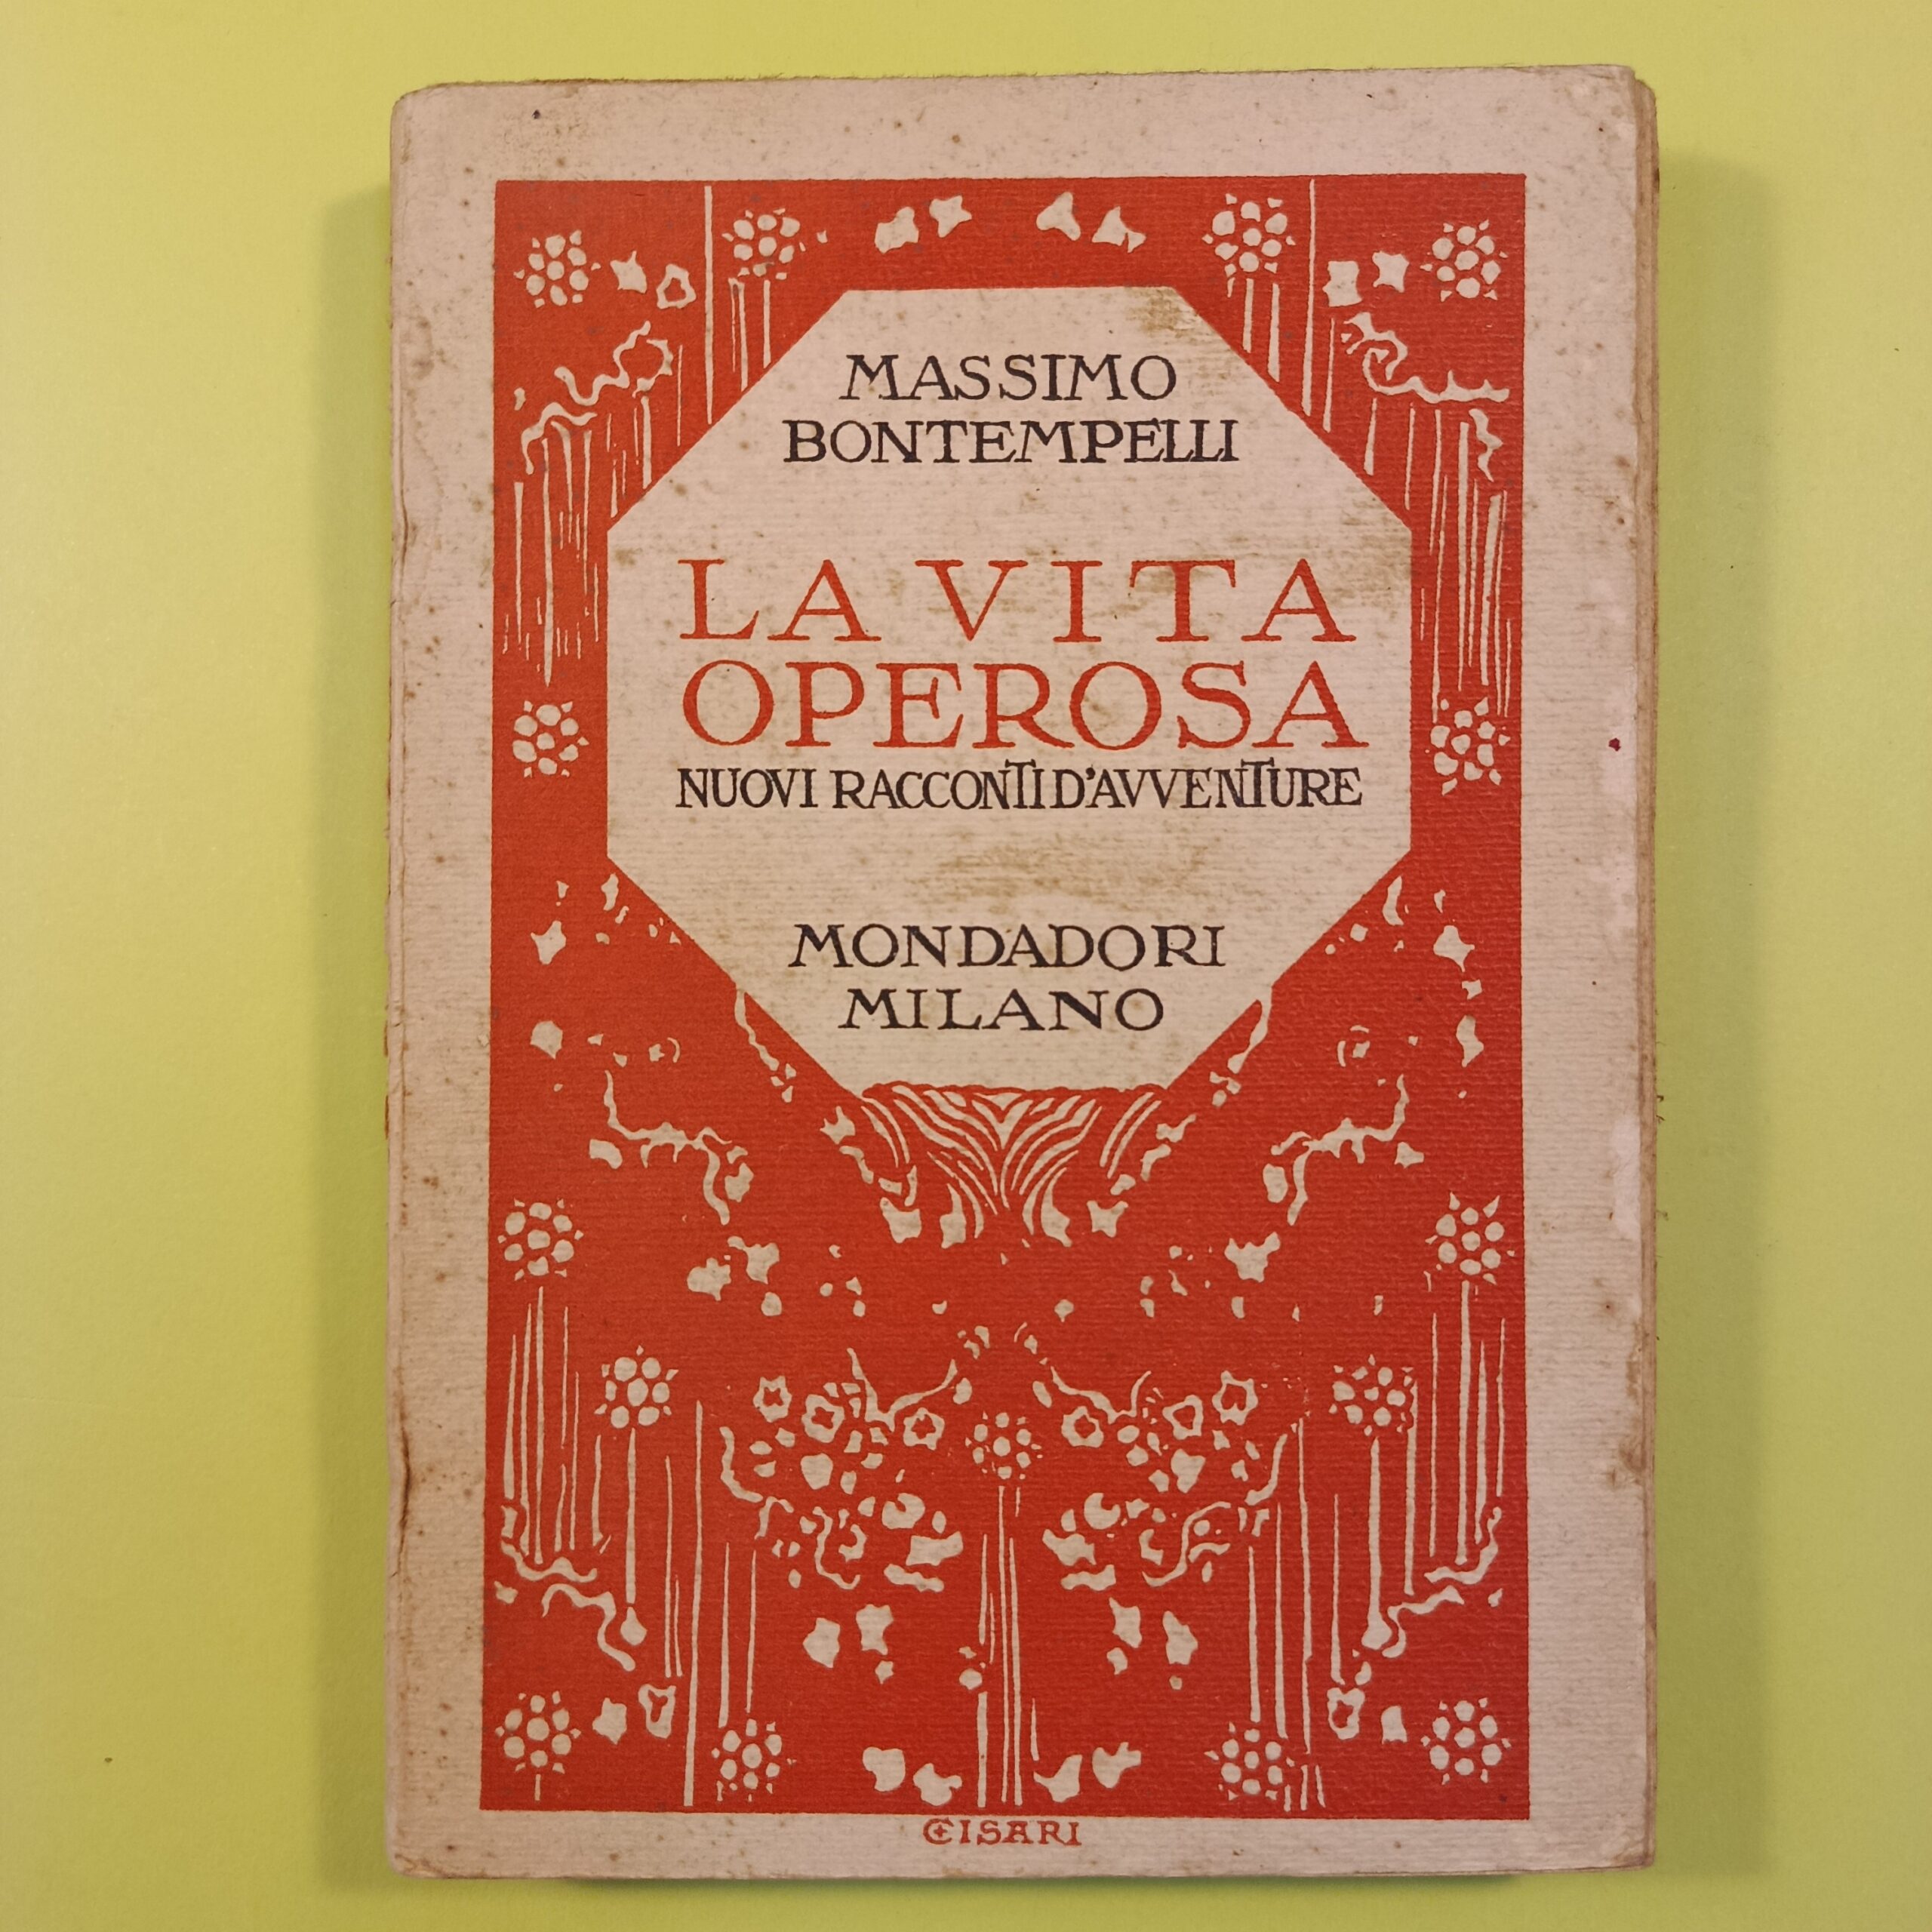 MASSIMO
BONTEMPELLI
LA VITA
OPEROSA
NUOVI RACCONTI D'AVVENTURE
MONDADORI
MILANO
CISARI